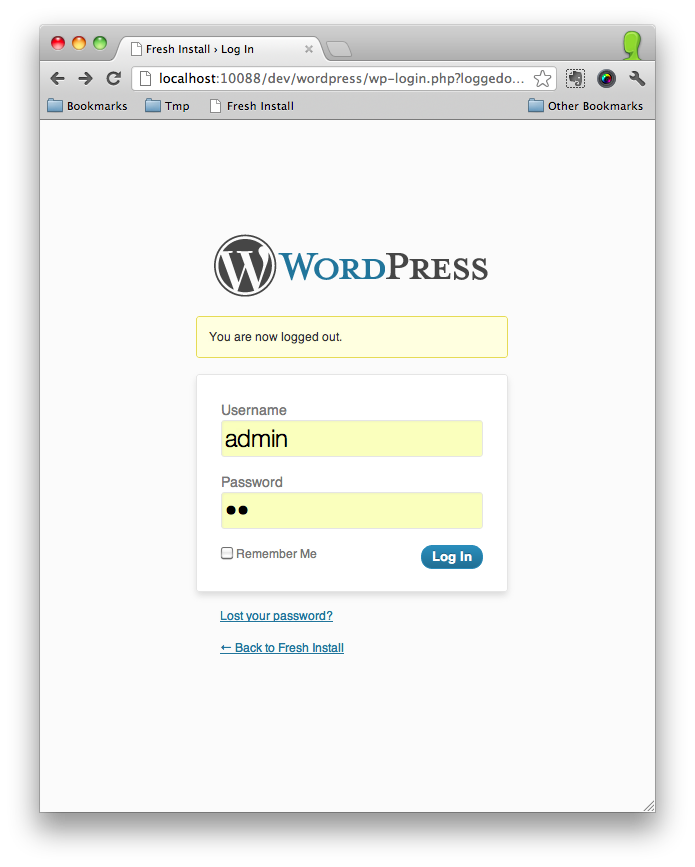 Fresh Install › Log In
localhost:10088/dev/wordpress/wp-login.php?loggedo...
Bookmarks Tmp Fresh Install Other Bookmarks
WORDPRESS
You are now logged out.
Username
admin
Password
••
Remember Me Log In
Lost your password?
← Back to Fresh Install